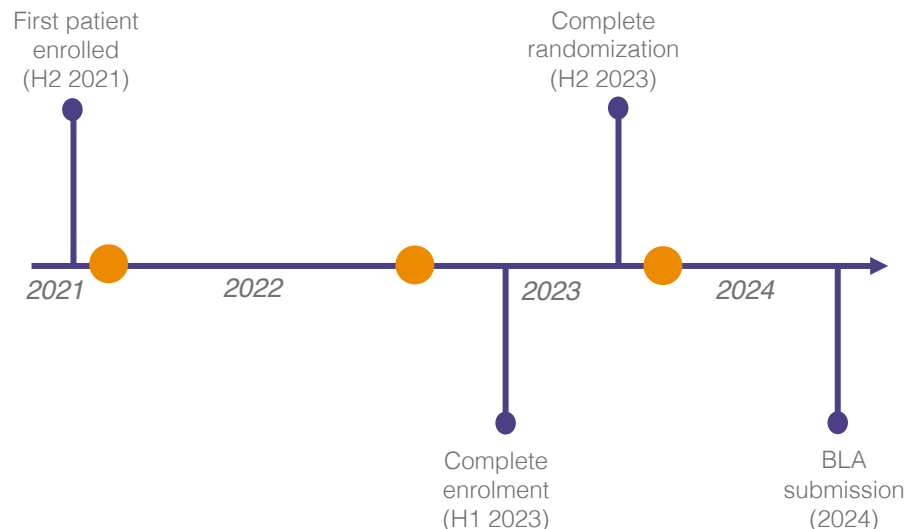 First patient
enrolled
(H2 2021)
Complete
randomization
(H2 2023)
2021
2022
2023
2024
Complete
enrolment
(H1 2023)
BLA
submission
(2024)